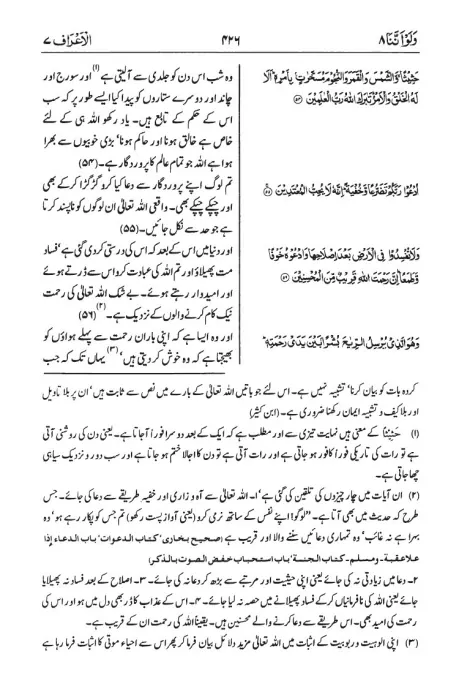 ولو أننا ۸
۴۲۶
الأعراف ۷
حَثِيثًا وَّالشَّمْسَ وَالْقَمَرَ وَالنُّجُومَ مُسَخَّرٰتٍ بِأَمْرِهٖ ۗ أَلَا
لَهُ الْخَلْقُ وَالْأَمْرُ ۗ تَبٰرَكَ اللهُ رَبُّ الْعٰلَمِينَ ۝
اُدْعُوا رَبَّكُمْ تَضَرُّعًا وَّخُفْيَةً ۗ إِنَّهٗ لَا يُحِبُّ الْمُعْتَدِينَ ۝
وَلَا تُفْسِدُوا فِي الْأَرْضِ بَعْدَ إِصْلَاحِهَا وَادْعُوهُ خَوْفًا
وَّطَمَعًا ۗ إِنَّ رَحْمَتَ اللهِ قَرِيبٌ مِّنَ الْمُحْسِنِينَ ۝
وَهُوَ الَّذِي يُرْسِلُ الرِّيٰحَ بُشْرًا بَيْنَ يَدَيْ رَحْمَتِهٖ ۗ
وہ شب اس دن کو جلدی سے آلیتی ہے (۱) اور سورج اور
چاند اور دوسرے ستاروں کو پیدا کیا ایسے طور پر کہ سب
اس کے حکم کے تابع ہیں۔ یاد رکھو اللہ ہی کے لئے
خاص ہے خالق ہونا اور حاکم ہونا' بڑی خوبیوں سے بھرا
ہوا ہے اللہ جو تمام عالم کا پروردگار ہے۔ (۵۴)
تم لوگ اپنے پروردگار سے دعا کیا کرو گڑگڑا کر کے بھی
اور چپکے چپکے بھی۔ واقعی اللہ تعالیٰ ان لوگوں کو ناپسند کرتا
ہے جو حد سے نکل جائیں۔ (۵۵)
اور دنیا میں اس کے بعد کہ اس کی درستی کر دی گئی ہے' فساد
مت پھیلاؤ اور تم اللہ کی عبادت کرو اس سے ڈرتے ہوئے
اور امیدوار رہتے ہوئے۔ بے شک اللہ تعالیٰ کی رحمت
نیک کام کرنے والوں کے نزدیک ہے۔ (۲) (۵۶)
اور وہ ایسا ہے کہ اپنی باران رحمت سے پہلے ہواؤں کو
بھیجتا ہے کہ وہ خوش کر دیتی ہیں' (۳) یہاں تک کہ جب
کردہ بات کو بیان کرنا' تشبیہ نہیں ہے۔ اس لئے جو باتیں اللہ تعالیٰ کے بارے میں نص سے ثابت ہیں' ان پر بلا تاویل
اور بلا کیف و تشبیہ ایمان رکھنا ضروری ہے۔ (ابن کثیر)
(۱) حَثِيثًا کے معنی ہیں نہایت تیزی سے اور مطلب ہے کہ ایک کے بعد دوسرا فوراً آجاتا ہے۔ یعنی دن کی روشنی آتی
ہے تو رات کی تاریکی فوراً کافور ہو جاتی ہے اور رات آتی ہے تو دن کا اجالا ختم ہو جاتا ہے اور سب دور و نزدیک سیاہی
چھا جاتی ہے۔
(۲) ان آیات میں چار چیزوں کی تلقین کی گئی ہے' ۱۔ اللہ تعالیٰ سے آہ و زاری اور خفیہ طریقے سے دعا کی جائے۔ جس
طرح کہ حدیث میں بھی آتا ہے۔ "لوگو! اپنے نفس کے ساتھ نرمی کرو (یعنی آواز پست رکھو) تم جس کو پکار رہے ہو' وہ
بہرا ہے نہ غائب' وہ تمہاری دعائیں سننے والا اور قریب ہے (صحیح بخاری' کتاب الدعوات' باب الدعاء إذا
علا عقبة۔ ومسلم۔ کتاب الجنة' باب استحباب خفض الصوت بالذکر)
۲۔ دعا میں زیادتی نہ کی جائے یعنی اپنی حیثیت اور مرتبے سے بڑھ کر دعا نہ کی جائے۔ ۳۔ اصلاح کے بعد فساد نہ پھیلایا
جائے یعنی اللہ کی نافرمانیاں کر کے فساد پھیلانے میں حصہ نہ لیا جائے۔ ۴۔ اس کے عذاب کا ڈر بھی دل میں ہو اور اس کی
رحمت کی امید بھی۔ اس طریقے سے دعا کرنے والے محسنین ہیں۔ یقیناً اللہ کی رحمت ان کے قریب ہے۔
(۳) اپنی الوہیت و ربوبیت کے اثبات میں اللہ تعالیٰ مزید دلائل بیان فرما کر پھر اس سے احیاء موتی کا اثبات فرما رہا ہے